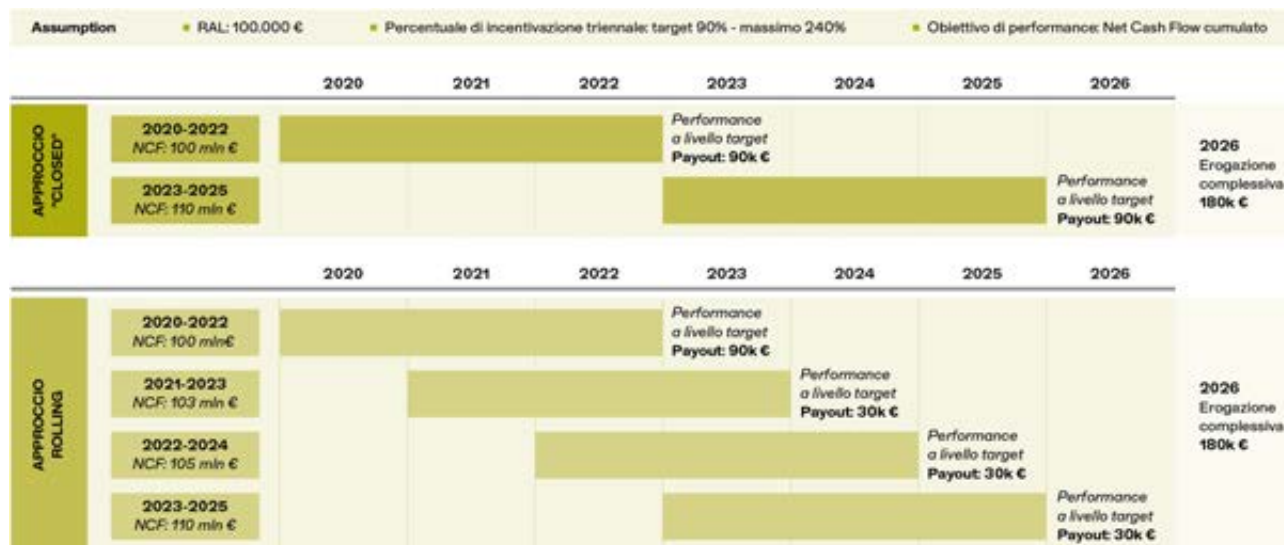 Assumption
RAL: 100.000 €
Percentuale di incentivazione triennale: target 90% - massimo 240%
Obiettivo di performance: Net Cash Flow cumulato
2020 2021 2022 2023 2024 2025 2026
APPROCCIO
"CLOSED"
2020-2022
NCF: 100 mln €
Performance
a livello target
Payout: 90k €
2023-2025
NCF: 110 mln €
Performance
a livello target
Payout: 90k €
2026
Erogazione
complessiva
180k €
2020 2021 2022 2023 2024 2025 2026
APPROCCIO
ROLLING
2020-2022
NCF: 100 mln€
Performance
a livello target
Payout: 90k €
2021-2023
NCF: 103 mln €
Performance
a livello target
Payout: 30k €
2022-2024
NCF: 105 mln €
Performance
a livello target
Payout: 30k €
2023-2025
NCF: 110 mln €
Performance
a livello target
Payout: 30k €
2026
Erogazione
complessiva
180k €